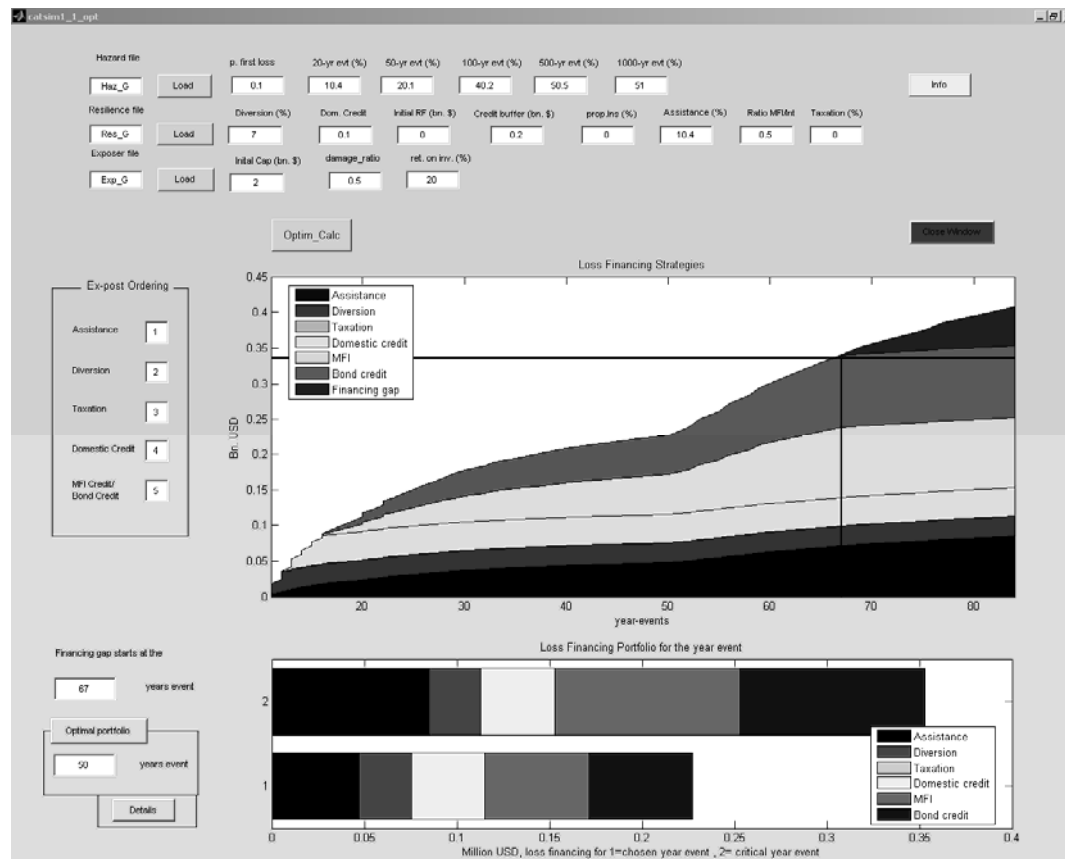 catsim1_1_opt
Hazard file
p. first loss 20-yr evt (%) 50-yr evt (%) 100-yr evt (%) 500-yr evt (%) 1000-yr evt (%)
Haz_G Load 0.1 10.4 20.1 40.2 50.5 51 Info
Resilience file
Diversion (%) Dom. Credit Initial RF (bn. $) Credit buffer (bn. $) prop.Ins (%) Assistance (%) Ratio MFI/Int Taxation (%)
Res_G Load 7 0.1 0 0.2 0 10.4 0.5 0
Exposer file
Inital Cap (bn. $) damage_ratio ret. on inv. (%)
Exp_G Load 2 0.5 20
Optim_Calc Close Window
Loss Financing Strategies
Ex-post Ordering
Assistance 1
Diversion 2
Taxation 3
Domestic Credit 4
MFI Credit/
Bond Credit 5
0.45
0.4
0.35
0.3
0.25
0.2
0.15
0.1
0.05
0
Bn. USD
Assistance
Diversion
Taxation
Domestic credit
MFI
Bond credit
Financing gap
20 30 40 50 60 70 80
year-events
Financing gap starts at the
67 years event
Optimal portfolio
50 years event
Details
Loss Financing Portfolio for the year event
2
1
Assistance
Diversion
Taxation
Domestic credit
MFI
Bond credit
0 0.05 0.1 0.15 0.2 0.25 0.3 0.35 0.4
Million USD, loss financing for 1=chosen year event , 2= critical year event